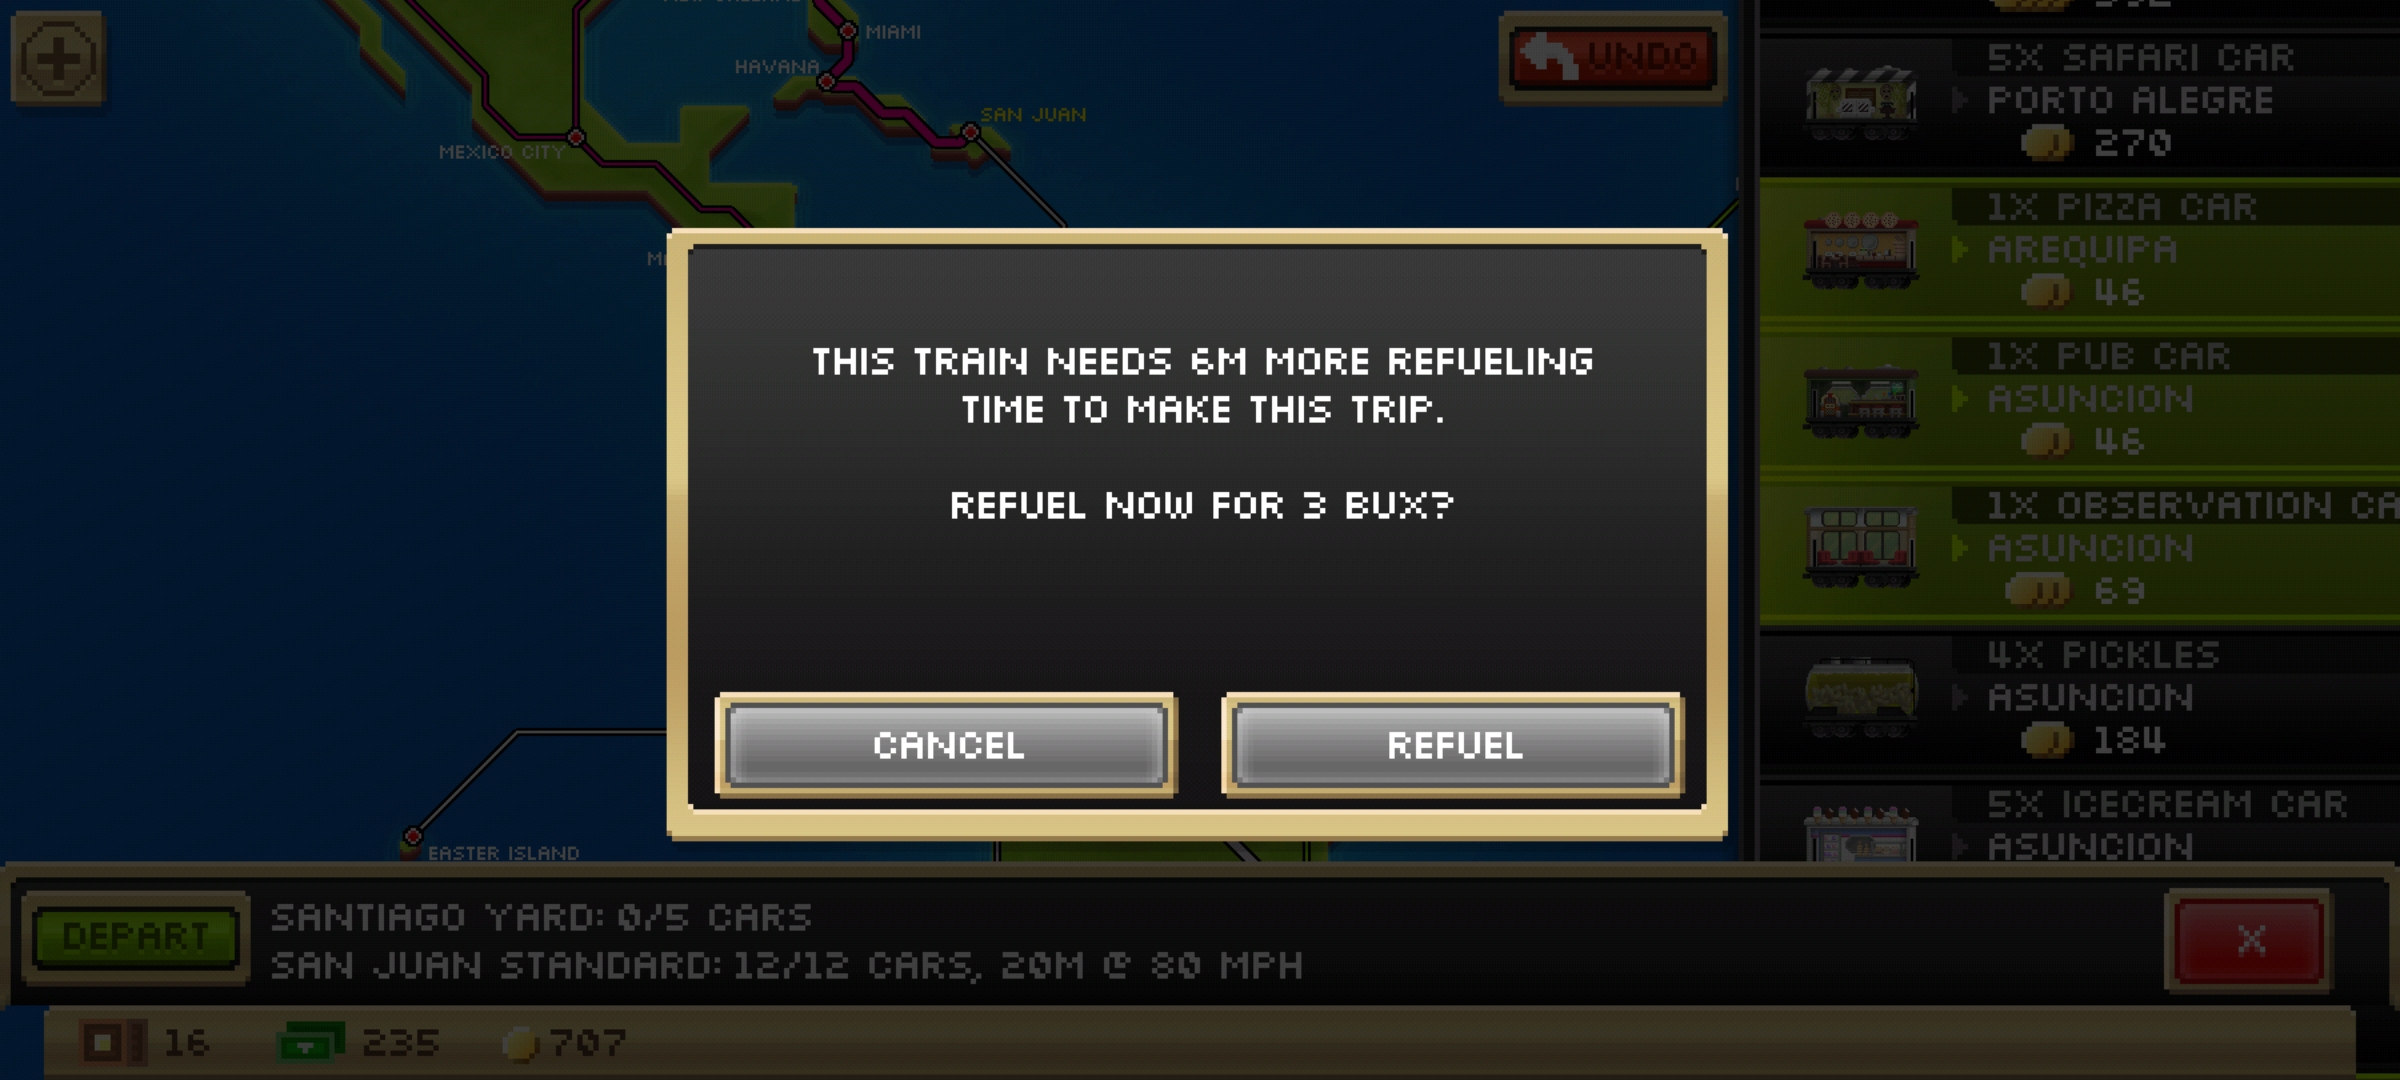 MIAMI
HAVANA
UNDO
SAN JUAN
MEXICO CITY
5X SAFARI CAR
PORTO ALEGRE
270
1X PIZZA CAR
AREQUIPA
46
1X PUB CAR
ASUNCION
46
1X OBSERVATION CA
ASUNCION
69
4X PICKLES
ASUNCION
184
5X ICECREAM CAR
ASUNCION
THIS TRAIN NEEDS 6M MORE REFUELING
TIME TO MAKE THIS TRIP.
REFUEL NOW FOR 3 BUX?
CANCEL
REFUEL
EASTER ISLAND
DEPART
SANTIAGO YARD: 0/5 CARS
SAN JUAN STANDARD: 12/12 CARS, 20M @ 80 MPH
X
16
235
707